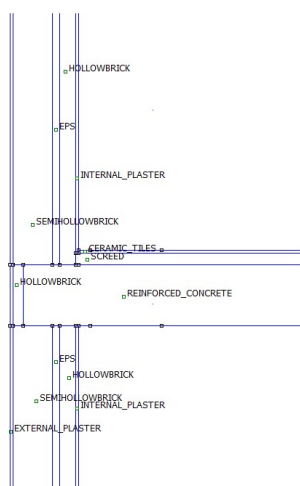 HOLLOWBRICK
EPS
INTERNAL_PLASTER
SEMIHOLLOWBRICK
CERAMIC_TILES
SCREED
HOLLOWBRICK
REINFORCED_CONCRETE
EPS
HOLLOWBRICK
SEMIHOLLOWBRICK
INTERNAL_PLASTER
EXTERNAL_PLASTER